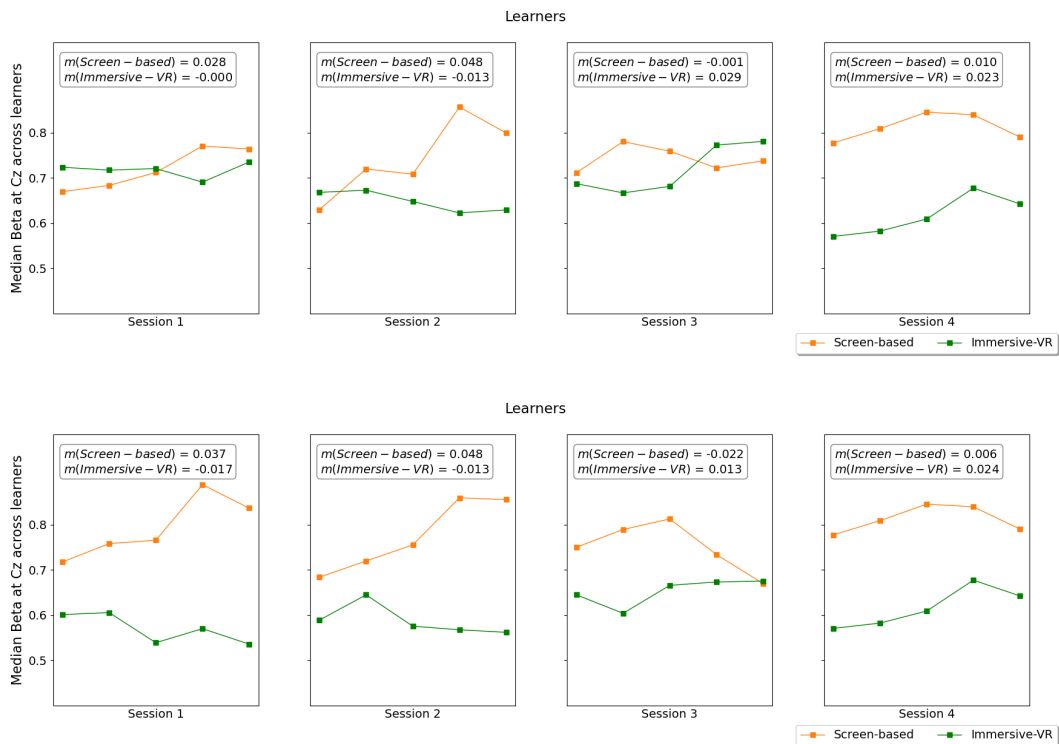 Learners
m(Screen−based) = 0.028
m(Immersive−VR) = -0.000
m(Screen−based) = 0.048
m(Immersive−VR) = -0.013
m(Screen−based) = -0.001
m(Immersive−VR) = 0.029
m(Screen−based) = 0.010
m(Immersive−VR) = 0.023
Median Beta at Cz across learners
0.8
0.7
0.6
0.5
Session 1
Session 2
Session 3
Session 4
Screen-based
Immersive-VR
Learners
m(Screen−based) = 0.037
m(Immersive−VR) = -0.017
m(Screen−based) = 0.048
m(Immersive−VR) = -0.013
m(Screen−based) = -0.022
m(Immersive−VR) = 0.013
m(Screen−based) = 0.006
m(Immersive−VR) = 0.024
Median Beta at Cz across learners
0.8
0.7
0.6
0.5
Session 1
Session 2
Session 3
Session 4
Screen-based
Immersive-VR